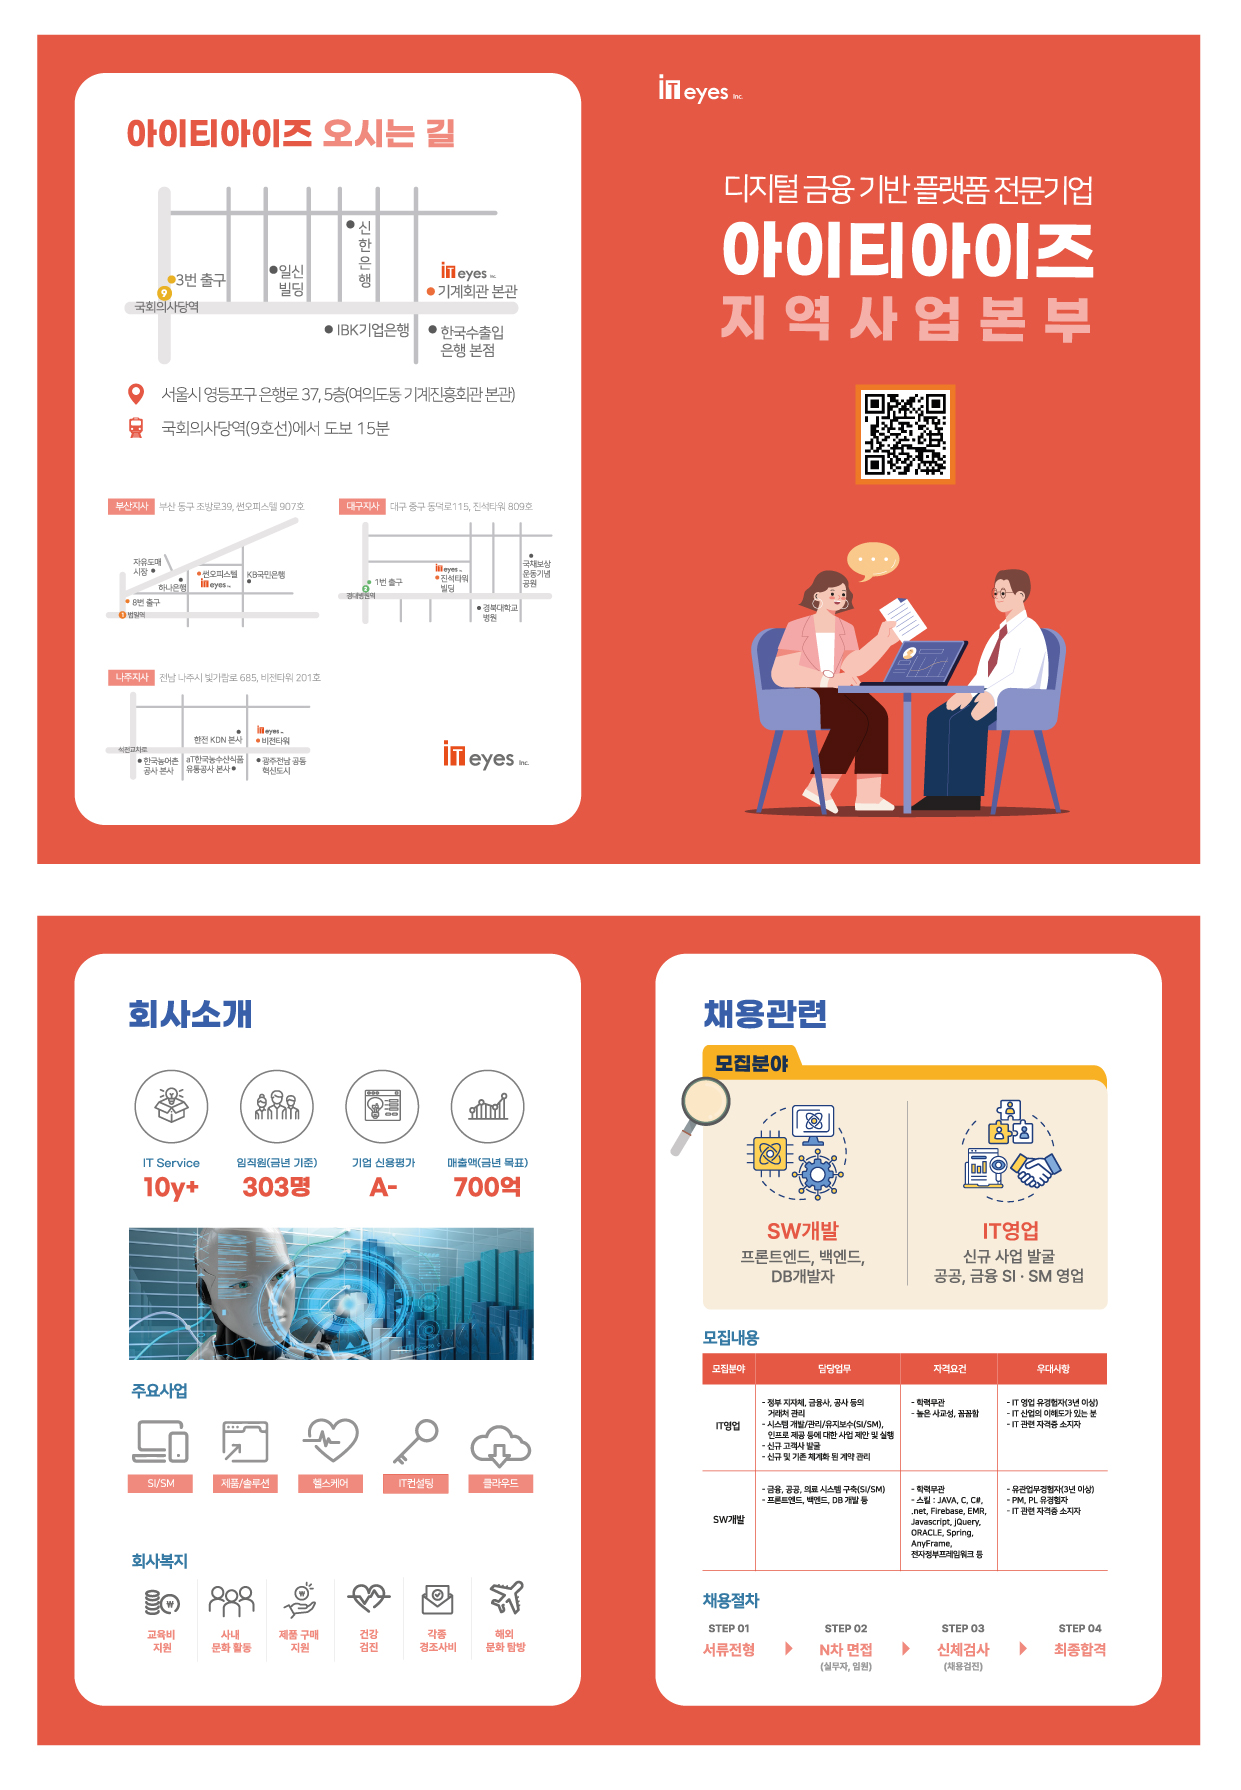 아이티아이즈 오시는 길
신한은행
3번 출구
일신
빌딩
iT eyes Inc.
기계회관 본관
9
국회의사당역
IBK기업은행
한국수출입
은행 본점
서울시 영등포구 은행로 37, 5층(여의도동 기계진흥회관 본관)
국회의사당역(9호선)에서 도보 15분
부산지사 부산 동구 조방로39, 썬오피스텔 907호
자유도매
시장
하나은행
썬오피스텔
iT eyes
KB국민은행
8번 출구
1 범일역
대구지사 대구 중구 동덕로115, 진석타워 809호
국채보상
운동기념
공원
iT eyes
진석타워
빌딩
1번 출구
2
경대병원역
경북대학교
병원
나주지사 전남 나주시 빛가람로 685, 비전타워 201호
한전 KDN 본사
iT eyes
비전타워
석전교차로
한국농어촌
공사 본사
aT한국농수산식품
유통공사 본사
광주전남 공동
혁신도시
iT eyes Inc.
iT eyes Inc.
디지털 금융 기반 플랫폼 전문기업
아이티아이즈
지역사업본부
회사소개
IT Service
10y+
임직원(금년 기준)
303명
기업 신용평가
A-
매출액(금년 목표)
700억
주요사업
SI/SM
제품/솔루션
헬스케어
IT컨설팅
클라우드
회사복지
교육비
지원
사내
문화 활동
제품 구매
지원
건강
검진
각종
경조사비
해외
문화 탐방
채용관련
모집분야
SW개발
프론트엔드, 백엔드,
DB개발자
IT영업
신규 사업 발굴
공공, 금융 SI · SM 영업
모집내용
모집분야 담당업무 자격요건 우대사항
IT영업
- 정부 지자체, 금융사, 공사 등의
거래처 관리
- 시스템 개발/관리/유지보수(SI/SM),
인프로 제공 등에 대한 사업 제안 및 실행
- 신규 고객사 발굴
- 신규 및 기존 체계화 된 계약 관리
- 학력무관
- 높은 사교성, 꼼꼼함
- IT 영업 유경험자(3년 이상)
- IT 산업의 이해도가 있는 분
- IT 관련 자격증 소지자
SW개발
- 금융, 공공, 의료 시스템 구축(SI/SM)
- 프론트엔드, 백엔드, DB 개발 등
- 학력무관
- 스킬 : JAVA, C, C#,
.net, Firebase, EMR,
Javascript, jQuery,
ORACLE, Spring,
AnyFrame,
전자정부프레임워크 등
- 유관업무경험자(3년 이상)
- PM, PL 유경험자
- IT 관련 자격증 소지자
채용절차
STEP 01
서류전형
STEP 02
N차 면접
(실무자, 임원)
STEP 03
신체검사
(채용검진)
STEP 04
최종합격